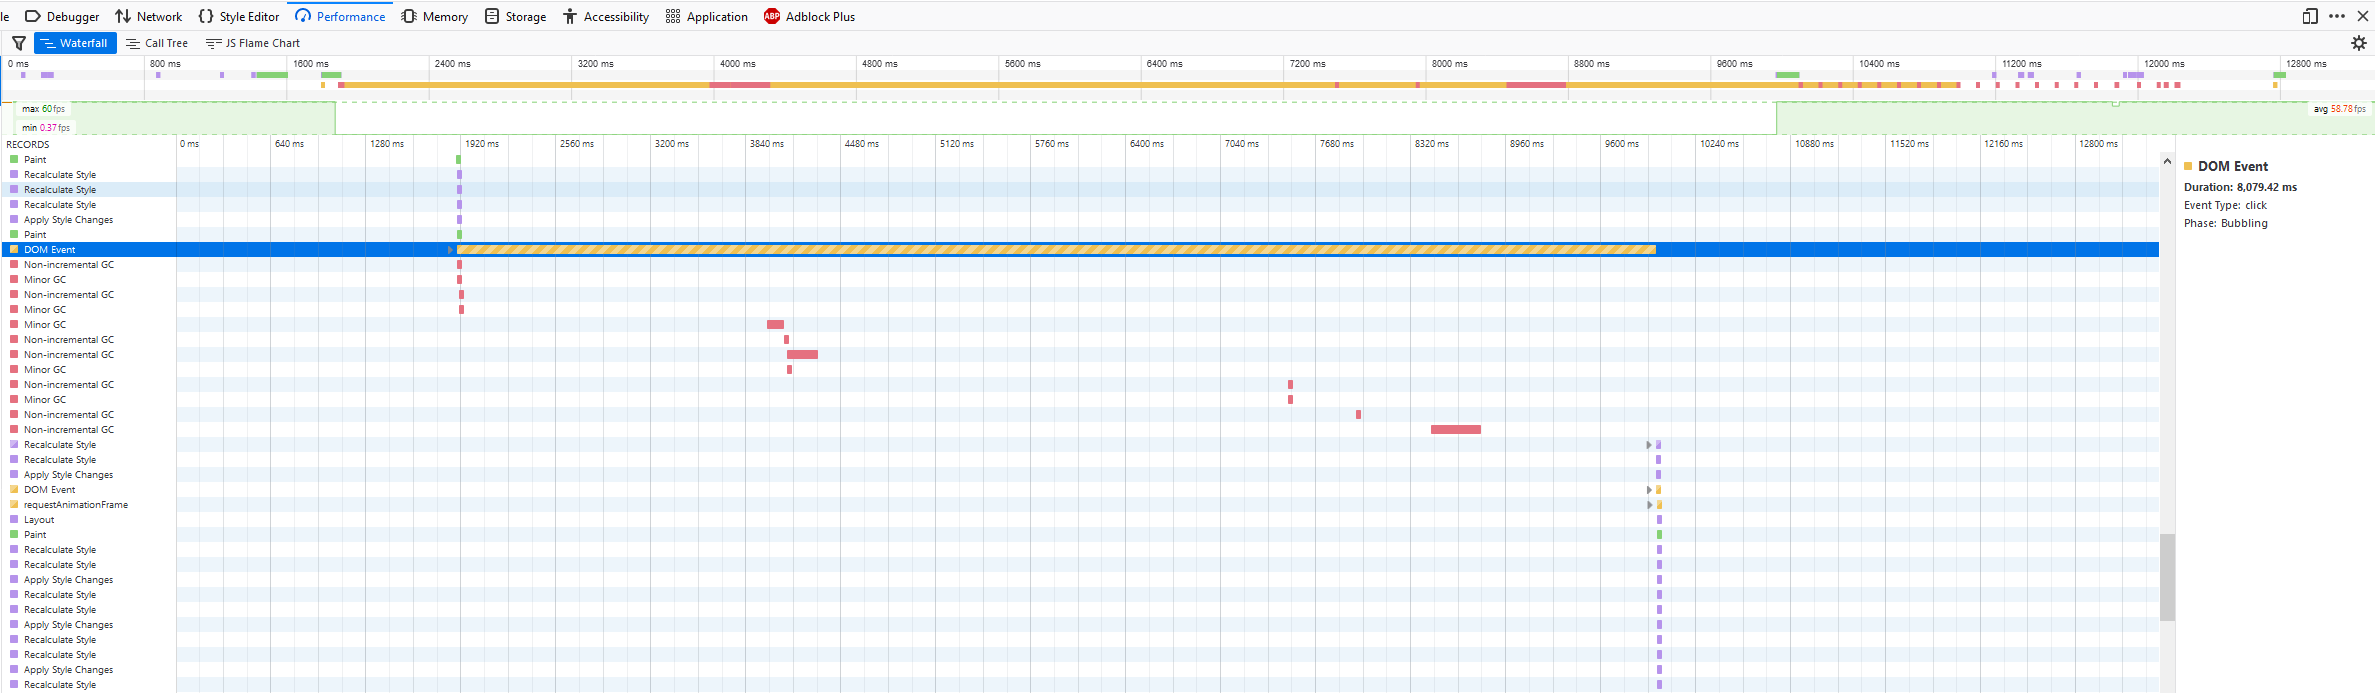 le Debugger Network Style Editor Performance Memory Storage Accessibility Application ABP Adblock Plus
Waterfall Call Tree JS Flame Chart
0 ms 800 ms 1600 ms 2400 ms 3200 ms 4000 ms 4800 ms 5600 ms 6400 ms 7200 ms 8000 ms 8800 ms 9600 ms 10400 ms 11200 ms 12000 ms 12800 ms
max 60 fps avg 58.78 fps
min 0.37 fps
RECORDS 0 ms 640 ms 1280 ms 1920 ms 2560 ms 3200 ms 3840 ms 4480 ms 5120 ms 5760 ms 6400 ms 7040 ms 7680 ms 8320 ms 8960 ms 9600 ms 10240 ms 10880 ms 11520 ms 12160 ms 12800 ms
Paint
Recalculate Style
Recalculate Style
Recalculate Style
Apply Style Changes
Paint
DOM Event
Non-incremental GC
Minor GC
Non-incremental GC
Minor GC
Minor GC
Non-incremental GC
Non-incremental GC
Minor GC
Non-incremental GC
Minor GC
Non-incremental GC
Non-incremental GC
Recalculate Style
Recalculate Style
Apply Style Changes
DOM Event
requestAnimationFrame
Layout
Paint
Recalculate Style
Recalculate Style
Apply Style Changes
Recalculate Style
Recalculate Style
Apply Style Changes
Recalculate Style
Recalculate Style
Apply Style Changes
Recalculate Style
DOM Event
Duration: 8,079.42 ms
Event Type: click
Phase: Bubbling